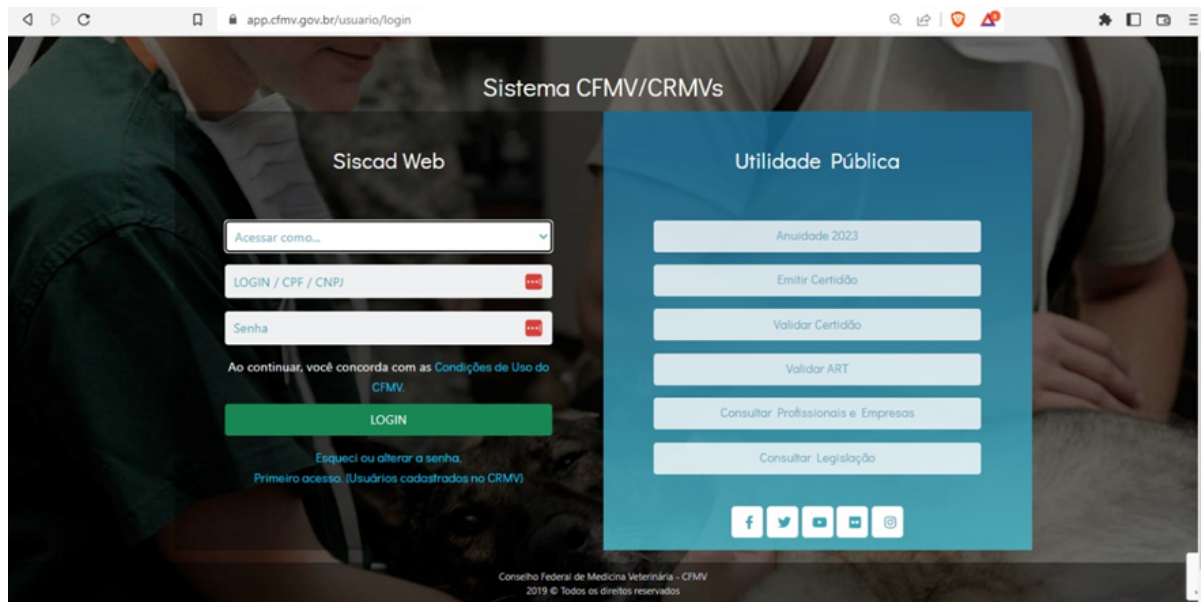 app.cfmv.gov.br/usuario/login
Sistema CFMV/CRMVs
Siscad Web
Acessar como...
LOGIN / CPF / CNPJ
Senha
Ao continuar, você concorda com as Condições de Uso do
CFMV.
LOGIN
Esqueci ou alterar a senha.
Primeiro acesso. (Usuários cadastrados no CRMV)
Utilidade Pública
Anuidade 2023
Emitir Certidão
Validar Certidão
Validar ART
Consultar Profissionais e Empresas
Consultar Legislação
Conselho Federal de Medicina Veterinária - CFMV
2019 © Todos os direitos reservados